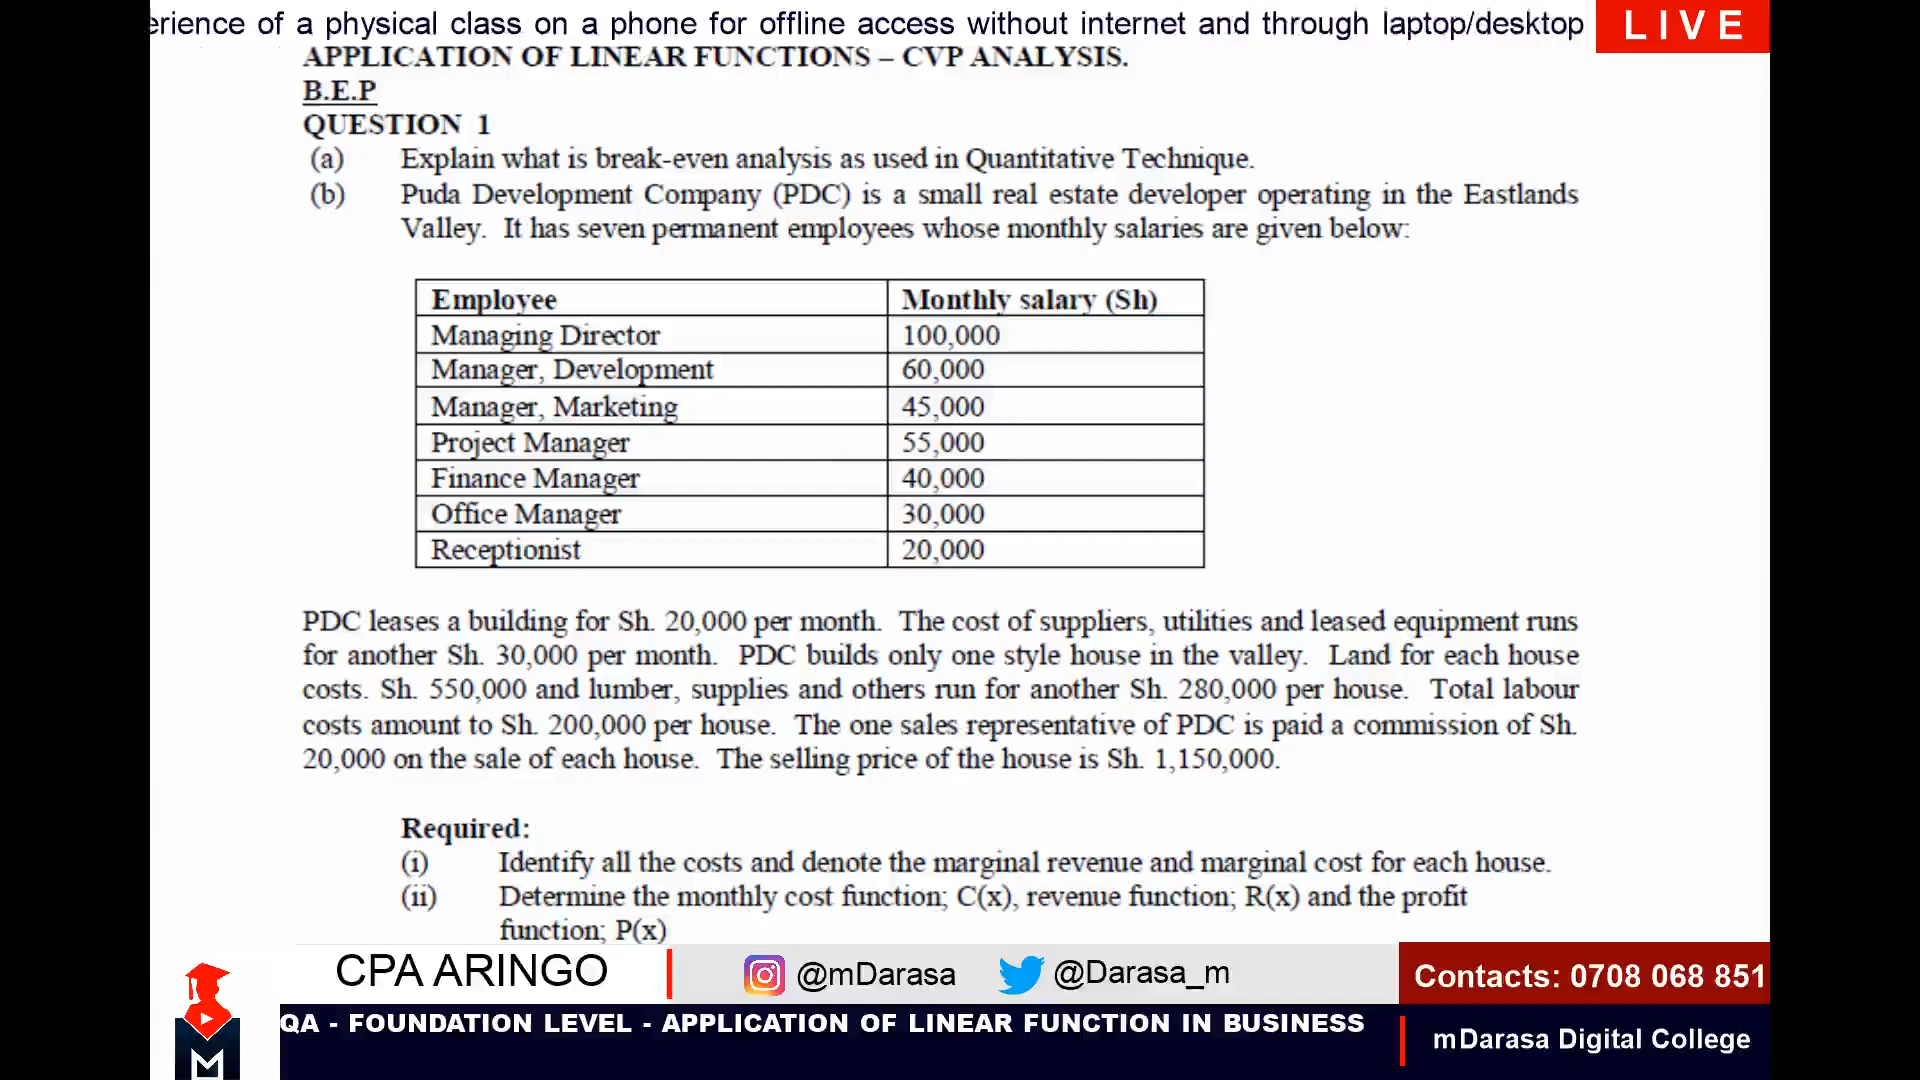 erience of a physical class on a phone for offline access without internet and through laptop/desktop
LIVE
APPLICATION OF LINEAR FUNCTIONS – CVP ANALYSIS.
B.E.P
QUESTION 1
(a) Explain what is break-even analysis as used in Quantitative Technique.
(b) Puda Development Company (PDC) is a small real estate developer operating in the Eastlands
Valley. It has seven permanent employees whose monthly salaries are given below:
Employee Monthly salary (Sh)
Managing Director 100,000
Manager, Development 60,000
Manager, Marketing 45,000
Project Manager 55,000
Finance Manager 40,000
Office Manager 30,000
Receptionist 20,000
PDC leases a building for Sh. 20,000 per month. The cost of suppliers, utilities and leased equipment runs
for another Sh. 30,000 per month. PDC builds only one style house in the valley. Land for each house
costs. Sh. 550,000 and lumber, supplies and others run for another Sh. 280,000 per house. Total labour
costs amount to Sh. 200,000 per house. The one sales representative of PDC is paid a commission of Sh.
20,000 on the sale of each house. The selling price of the house is Sh. 1,150,000.
Required:
(i) Identify all the costs and denote the marginal revenue and marginal cost for each house.
(ii) Determine the monthly cost function; C(x), revenue function; R(x) and the profit
function; P(x)
CPA ARINGO
@mDarasa
@Darasa_m
Contacts: 0708 068 851
QA - FOUNDATION LEVEL - APPLICATION OF LINEAR FUNCTION IN BUSINESS
mDarasa Digital College
M